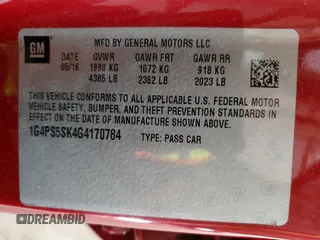 GM
MFD BY GENERAL MOTORS LLC
DATE GVWR GAWR FRT GAWR RR
05/16 1990 KG 1072 KG 918 KG
4385 LB 2362 LB 2023 LB
THIS VEHICLE CONFORMS TO ALL APPLICABLE U.S. FEDERAL MOTOR
VEHICLE SAFETY, BUMPER, AND THEFT PREVENTION STANDARDS
IN EFFECT ON THE DATE OF MANUFACTURE SHOWN ABOVE.
1G4PS5SK4G4170784 TYPE: PASS CAR
DREAMBID